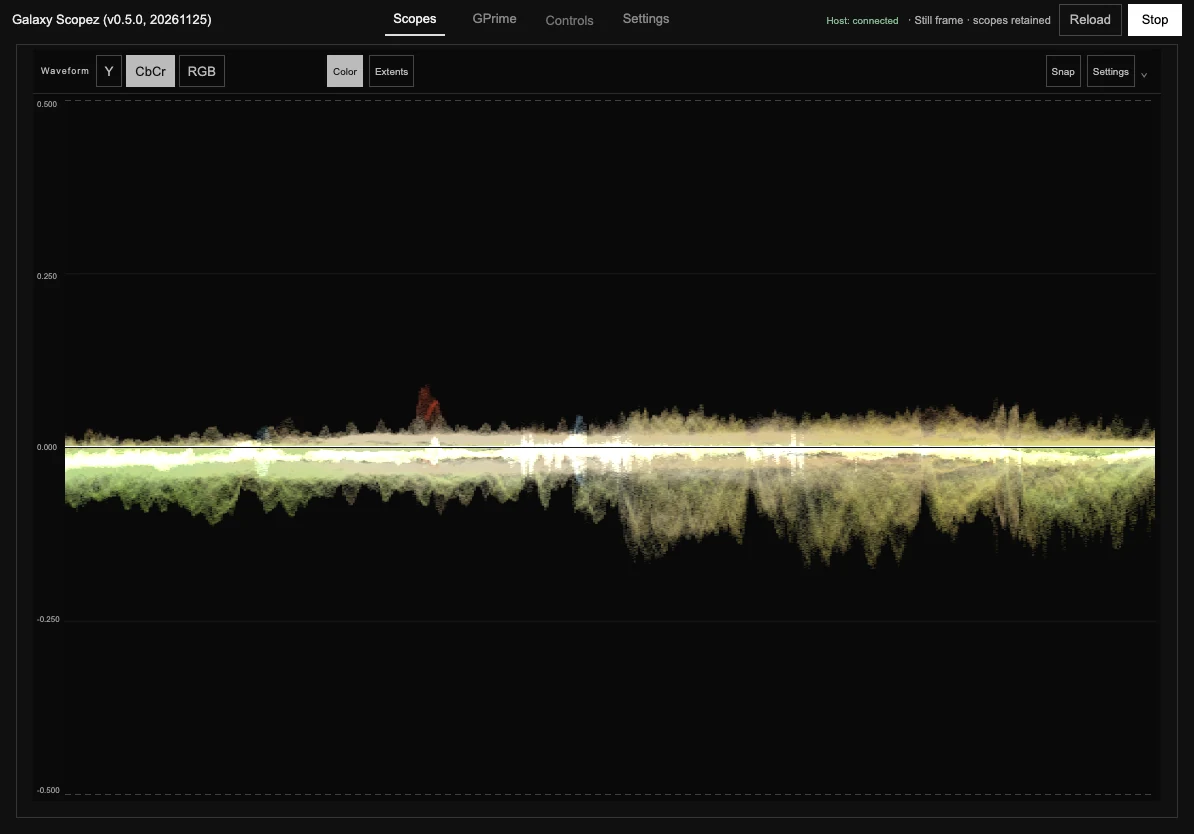 Galaxy Scopez (v0.5.0, 20261125)
Scopes
GPrime
Controls
Settings
Host: connected · Still frame · scopes retained
Reload
Stop
Waveform
Y
CbCr
RGB
Color
Extents
Snap
Settings
0.500
0.250
0.000
-0.250
-0.500